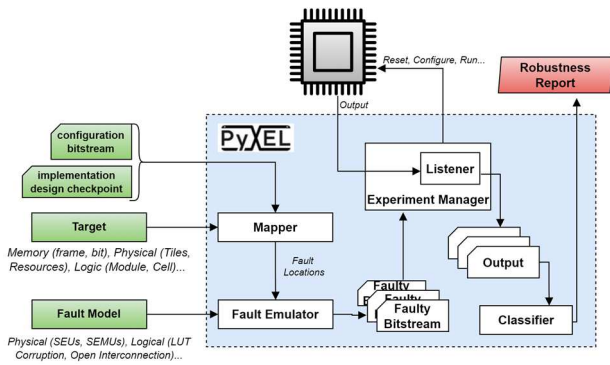 Reset, Configure, Run...
Robustness
Report
Output
configuration
bitstream
PyXEL
implementation
design checkpoint
Listener
Experiment Manager
Target
Mapper
Memory (frame, bit), Physical (Tiles,
Resources), Logic (Module, Cell)...
Fault
Locations
Output
Fault Model
Fault Emulator
Faulty
Faulty
Faulty
Bitstream
Classifier
Physical (SEUs, SEMUs), Logical (LUT
Corruption, Open Interconnection)...